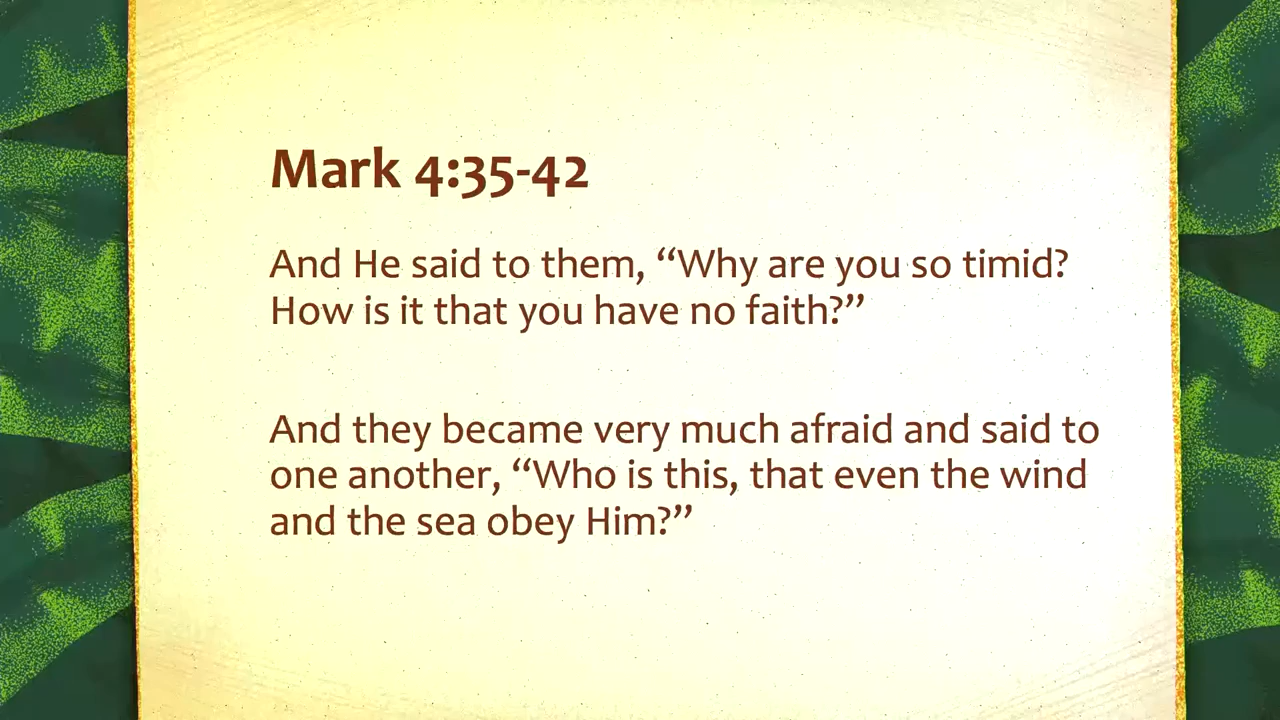 Mark 4:35-42
And He said to them, “Why are you so timid?
How is it that you have no faith?”
And they became very much afraid and said to
one another, “Who is this, that even the wind
and the sea obey Him?”